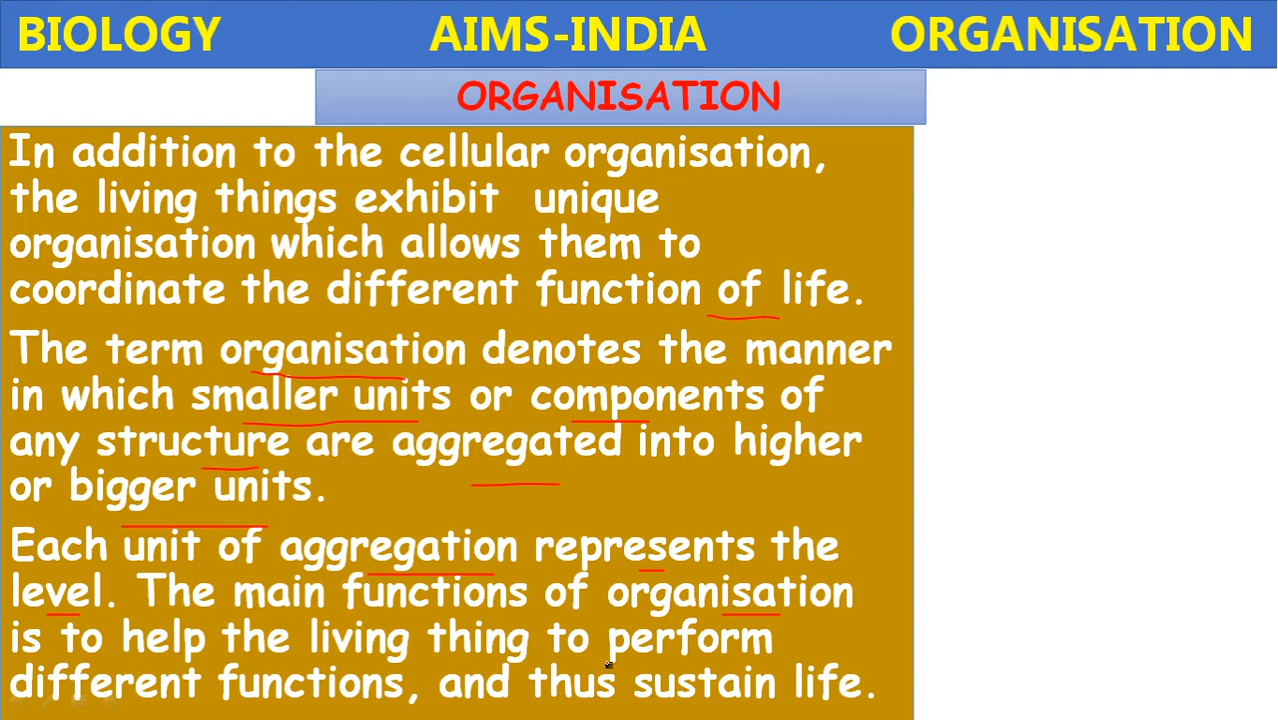 BIOLOGY AIMS-INDIA ORGANISATION
ORGANISATION
In addition to the cellular organisation,
the living things exhibit unique
organisation which allows them to
coordinate the different function of life.
The term organisation denotes the manner
in which smaller units or components of
any structure are aggregated into higher
or bigger units.
Each unit of aggregation represents the
level. The main functions of organisation
is to help the living thing to perform
different functions, and thus sustain life.